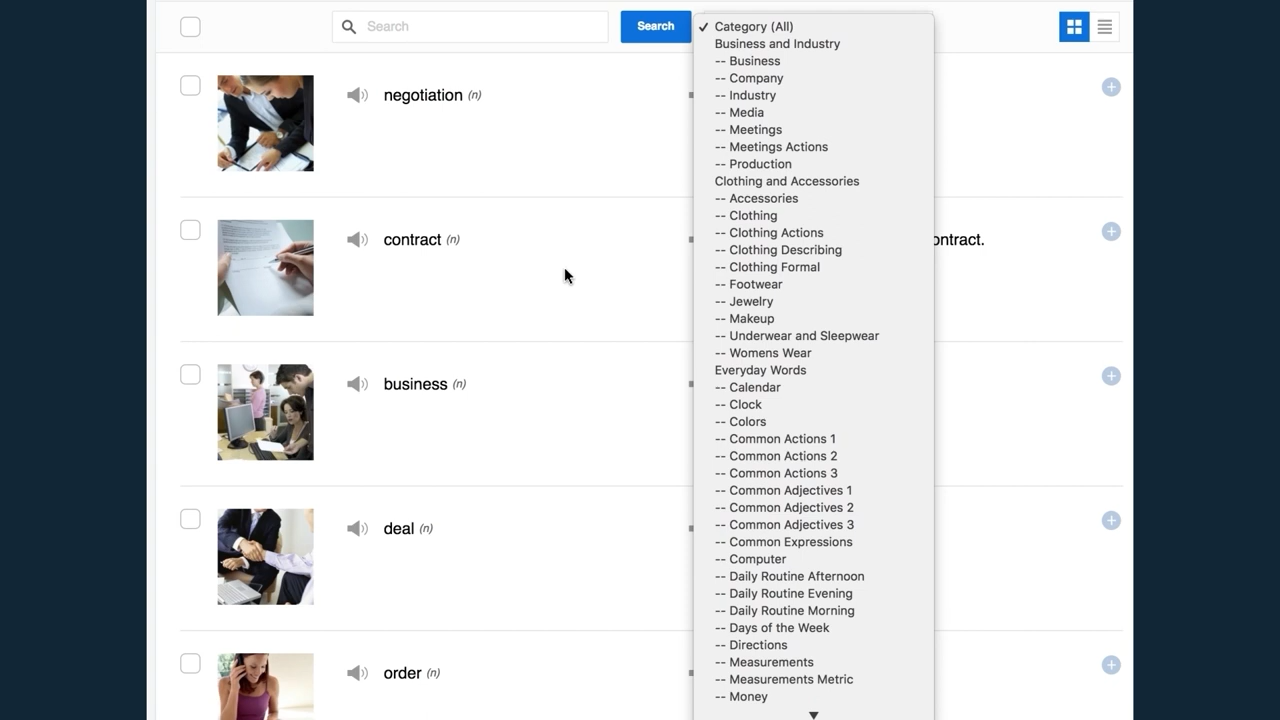 Search
Search
✓ Category (All)
Business and Industry
-- Business
-- Company
-- Industry
-- Media
-- Meetings
-- Meetings Actions
-- Production
Clothing and Accessories
-- Accessories
-- Clothing
-- Clothing Actions
-- Clothing Describing
-- Clothing Formal
-- Footwear
-- Jewelry
-- Makeup
-- Underwear and Sleepwear
-- Womens Wear
Everyday Words
-- Calendar
-- Clock
-- Colors
-- Common Actions 1
-- Common Actions 2
-- Common Actions 3
-- Common Adjectives 1
-- Common Adjectives 2
-- Common Adjectives 3
-- Common Expressions
-- Computer
-- Daily Routine Afternoon
-- Daily Routine Evening
-- Daily Routine Morning
-- Days of the Week
-- Directions
-- Measurements
-- Measurements Metric
-- Money
negotiation (n)
contract (n)
ontract.
business (n)
deal (n)
order (n)